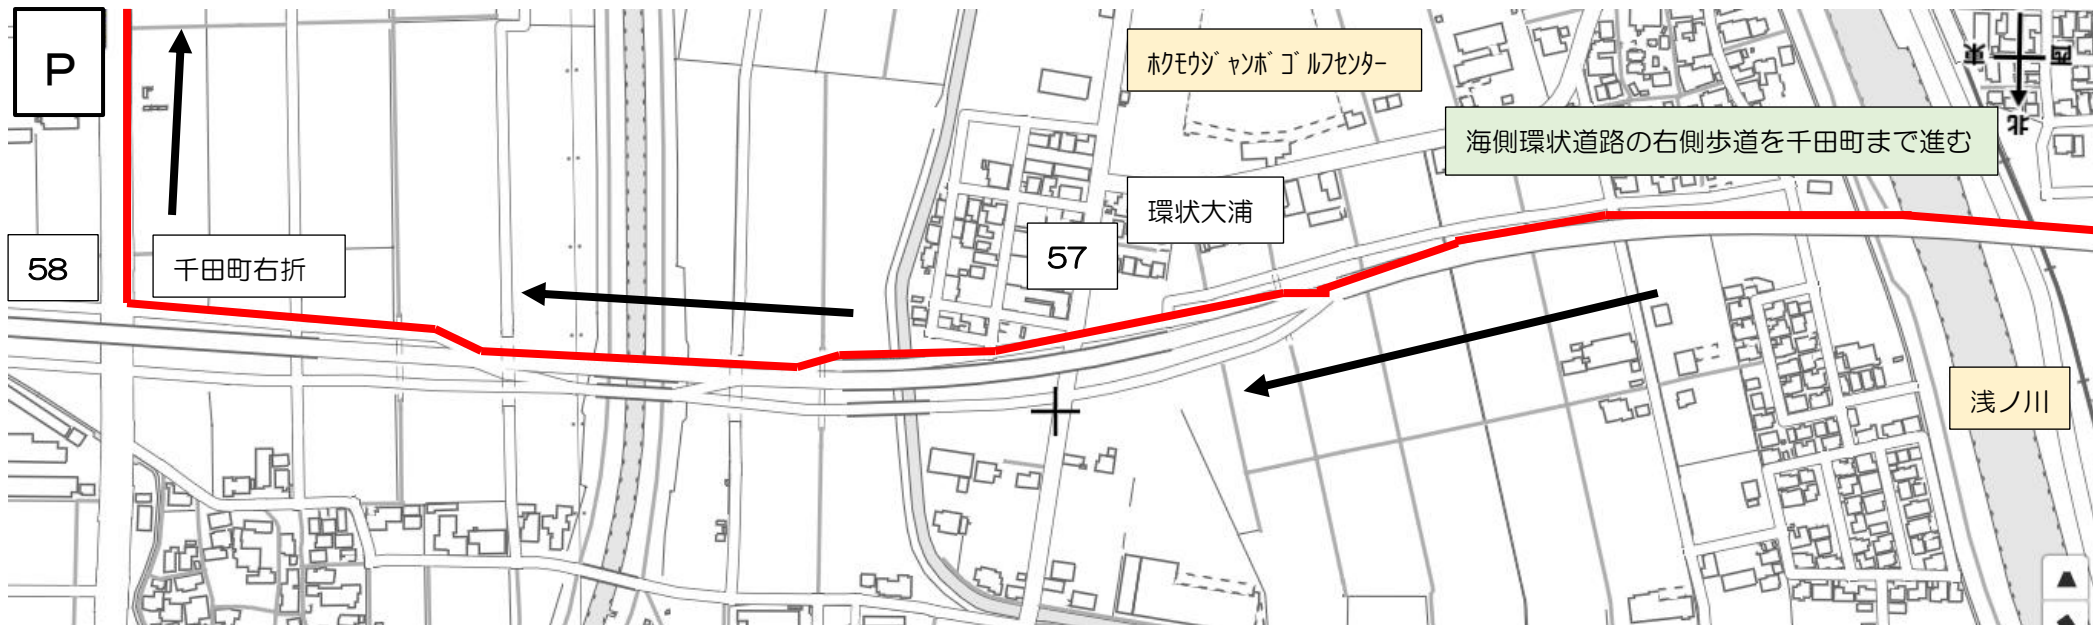 P
ホクモウジャンボゴルフセンター
東
西
北
海側環状道路の右側歩道を千田町まで進む
環状大浦
57
58
千田町右折
浅ノ川